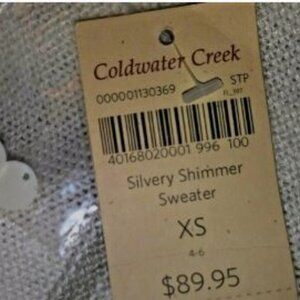 Coldwater Creek
STP
000001130369
40168020001 996 100
Silvery Shimmer
Sweater
XS
4-6
$89.95